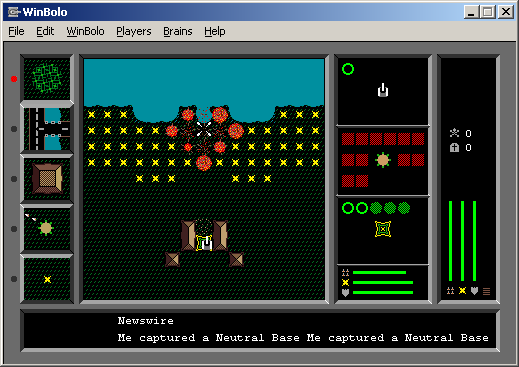 WinBolo
File Edit WinBolo Players Brains Help
0
0
Newswire
Me captured a Neutral Base Me captured a Neutral Base